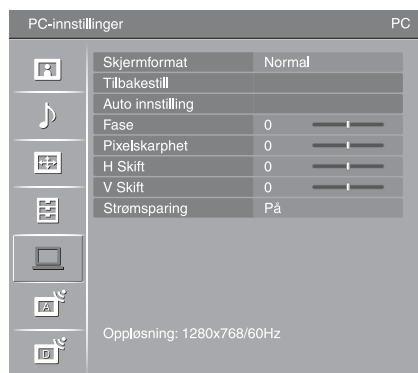 PC-innstillinger PC
Skjermformat Normal
Tilbakestill
Auto innstilling
Fase 0
Pixelskarphet 0
H Skift 0
V Skift 0
Strømsparing På
A
D
Oppløsning: 1280x768/60Hz